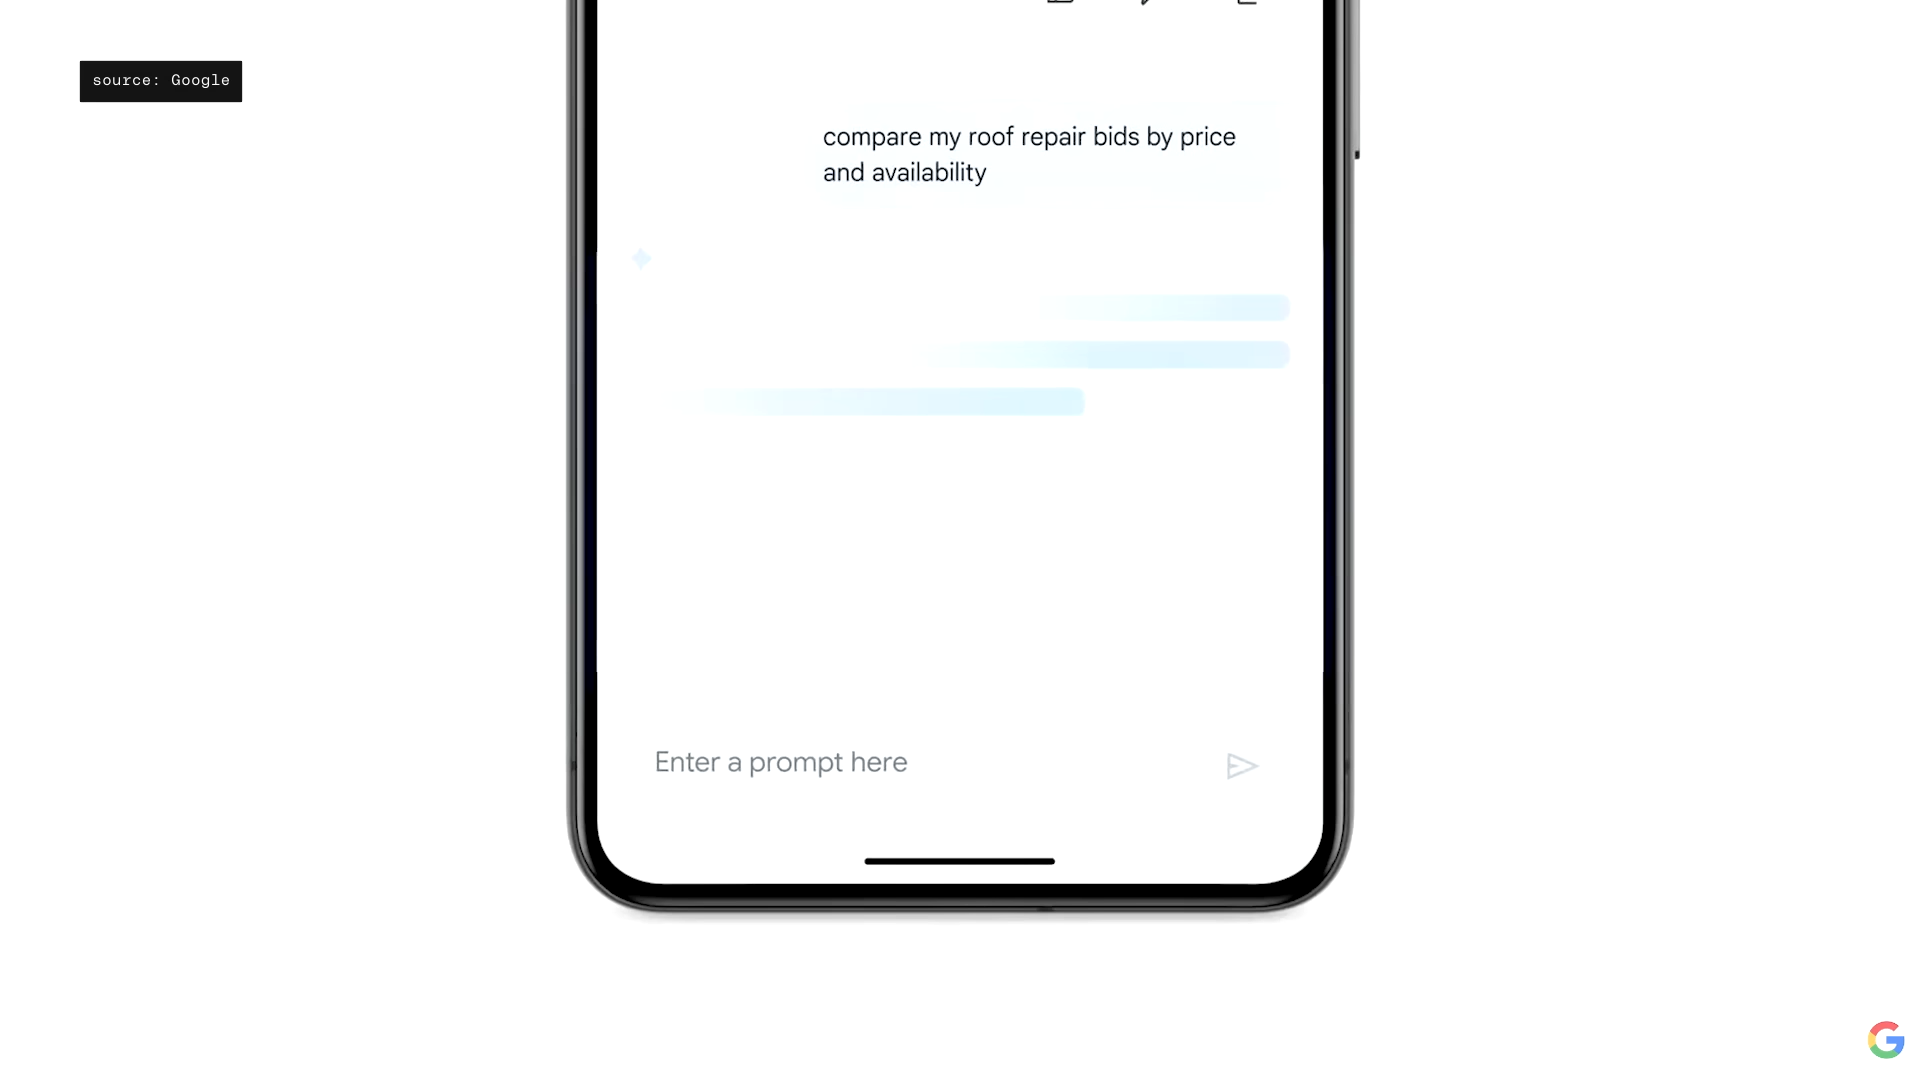 source: Google
compare my roof repair bids by price
and availability
Enter a prompt here